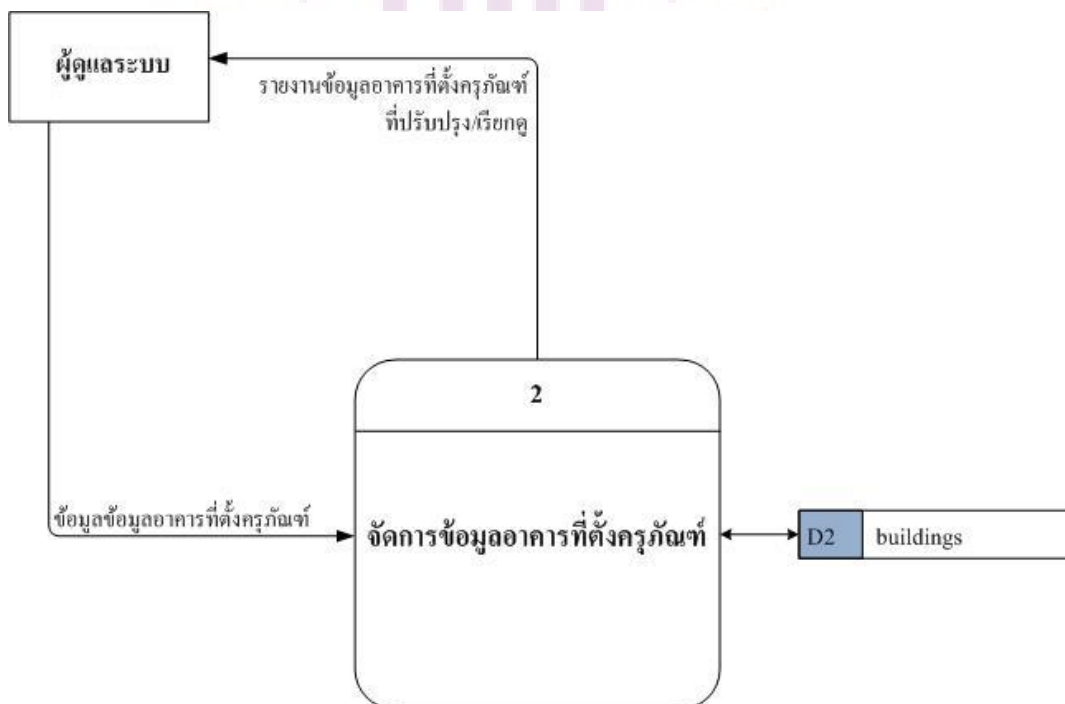 ผู้ดูแลระบบ
รายงานข้อมูลอาคารที่ตั้งครุภัณฑ์
ที่ปรับปรุง/เรียกดู
2
ข้อมูลข้อมูลอาคารที่ตั้งครุภัณฑ์
จัดการข้อมูลอาคารที่ตั้งครุภัณฑ์
D2 buildings